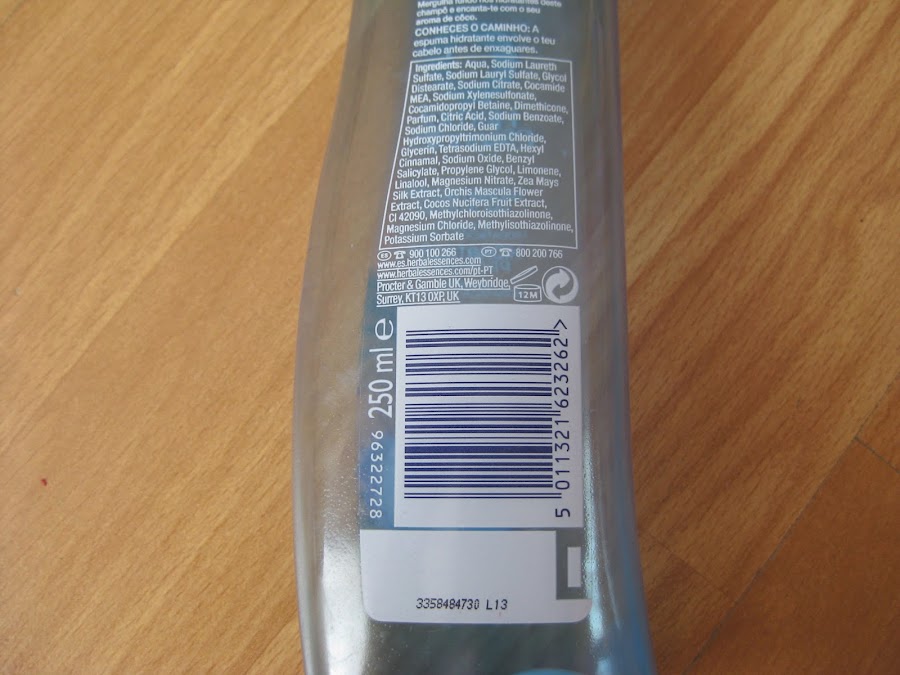 Mergulha fundo nos hidratantes deste
champô e encanta-te com o seu
aroma de côco.
CONHECES O CAMINHO: A
espuma hidratante envolve o teu
cabelo antes de enxaguares.
Ingredients: Aqua, Sodium Laureth
Sulfate, Sodium Lauryl Sulfate, Glycol
Distearate, Sodium Citrate, Cocamide
MEA, Sodium Xylenesulfonate,
Cocamidopropyl Betaine, Dimethicone,
Parfum, Citric Acid, Sodium Benzoate,
Sodium Chloride, Guar
Hydroxypropyltrimonium Chloride,
Glycerin, Tetrasodium EDTA, Hexyl
Cinnamal, Sodium Oxide, Benzyl
Salicylate, Propylene Glycol, Limonene,
Linalool, Magnesium Nitrate, Zea Mays
Silk Extract, Orchis Mascula Flower
Extract, Cocos Nucifera Fruit Extract,
CI 42090, Methylchloroisothiazolinone,
Magnesium Chloride, Methylisothiazolinone,
Potassium Sorbate
ES 900 100 266 PT 800 200 766
www.es.herbalessences.com
www.herbalessences.com/pt-PT
Procter & Gamble UK, Weybridge,
Surrey, KT13 0XP, UK
12M
250 ml e
96322728
5 011321 623262 >
3358484730 L13